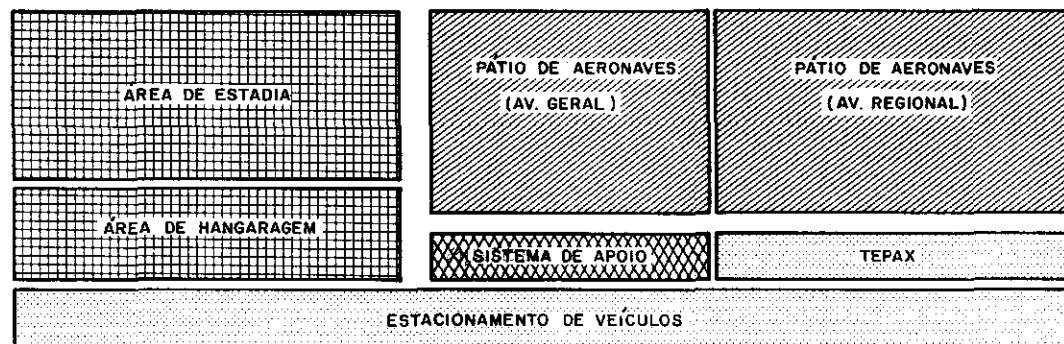 ÁREA DE ESTADIA
PÁTIO DE AERONAVES
(AV. GERAL)
PÁTIO DE AERONAVES
(AV. REGIONAL)
ÁREA DE HANGARAGEM
SISTEMA DE APOIO
TEPAX
ESTACIONAMENTO DE VEÍCULOS